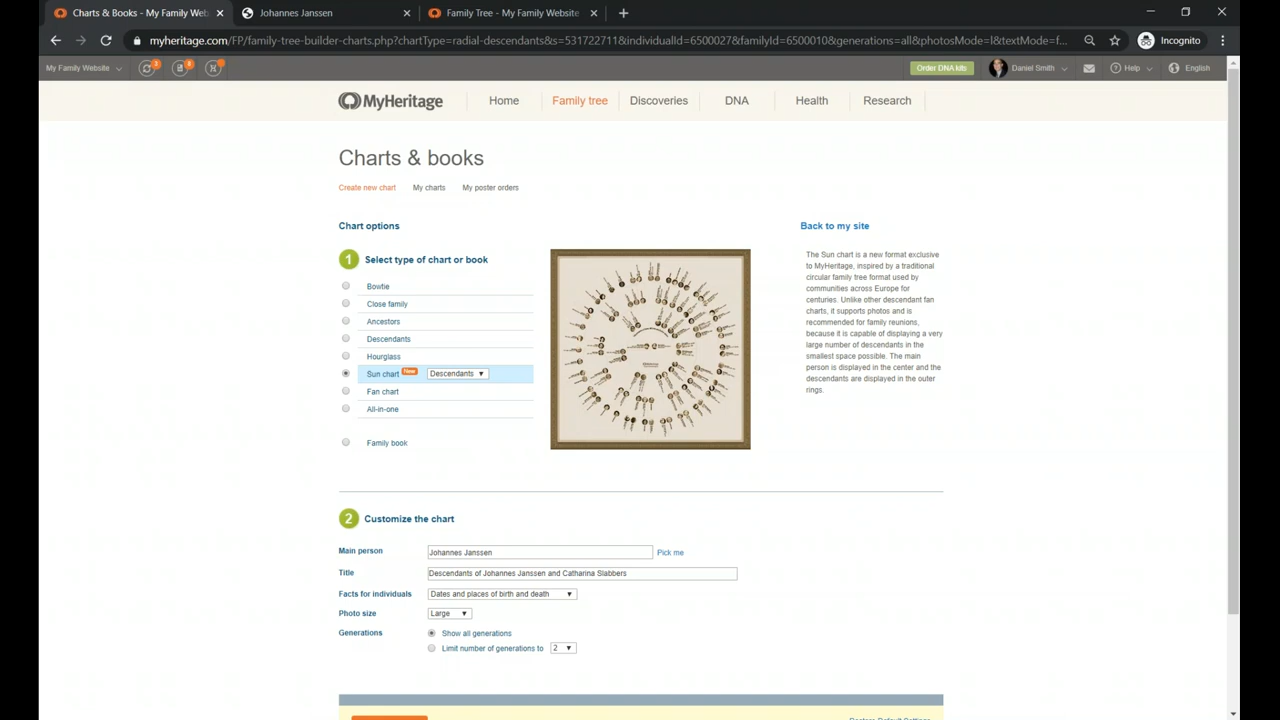 Charts & Books - My Family Web
Johannes Janssen
Family Tree - My Family Website
myheritage.com/FP/family-tree-builder-charts.php?chartType=radial-descendants&s=531722711&individualId=6500027&familyId=6500010&generations=all&photosMode=l&textMode=f...
Incognito
My Family Website
3
8
Order DNA kits
Daniel Smith
Help
English
MyHeritage
Home
Family tree
Discoveries
DNA
Health
Research
Charts & books
Create new chart
My charts
My poster orders
Chart options
Back to my site
1
Select type of chart or book
Bowtie
Close family
Ancestors
Descendants
Hourglass
Sun chart New Descendants
Fan chart
All-in-one
Family book
The Sun chart is a new format exclusive
to MyHeritage, inspired by a traditional
circular family tree format used by
communities across Europe for
centuries. Unlike other descendant fan
charts, it supports photos and is
recommended for family reunions,
because it is capable of displaying a very
large number of descendants in the
smallest space possible. The main
person is displayed in the center and the
descendants are displayed in the outer
rings.
2
Customize the chart
Main person Johannes Janssen Pick me
Title Descendants of Johannes Janssen and Catharina Slabbers
Facts for individuals Dates and places of birth and death
Photo size Large
Generations Show all generations
Limit number of generations to 2
Restore Default Settings